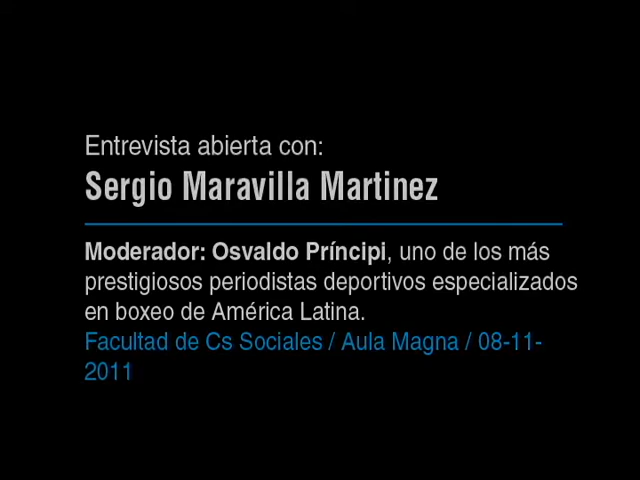 Entrevista abierta con:
Sergio Maravilla Martinez
Moderador: Osvaldo Príncipi, uno de los más
prestigiosos periodistas deportivos especializados
en boxeo de América Latina.
Facultad de Cs Sociales / Aula Magna / 08-11-
2011